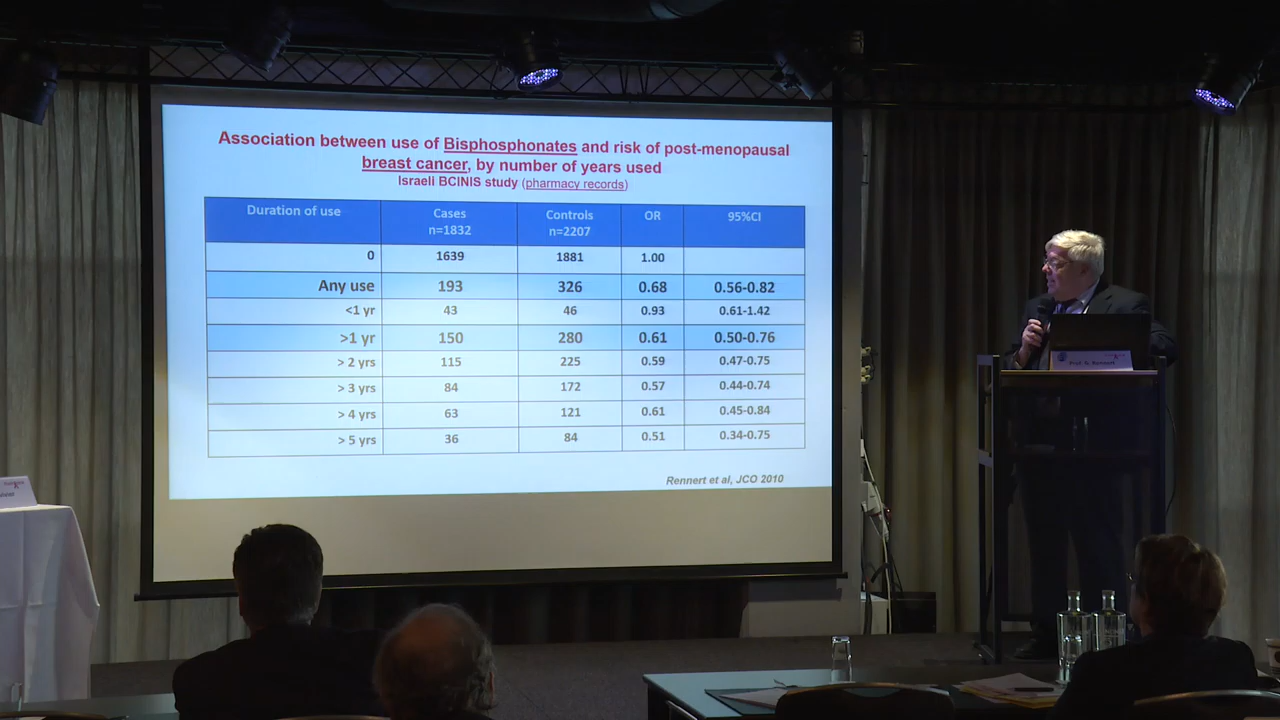 Association between use of Bisphosphonates and risk of post-menopausal
breast cancer, by number of years used
Israeli BCINIS study (pharmacy records)
Duration of use Cases n=1832 Controls n=2207 OR 95%CI
0 1639 1881 1.00
Any use 193 326 0.68 0.56-0.82
<1 yr 43 46 0.93 0.61-1.42
>1 yr 150 280 0.61 0.50-0.76
> 2 yrs 115 225 0.59 0.47-0.75
> 3 yrs 84 172 0.57 0.44-0.74
> 4 yrs 63 121 0.61 0.45-0.84
> 5 yrs 36 84 0.51 0.34-0.75
Rennert et al, JCO 2010
Rennert